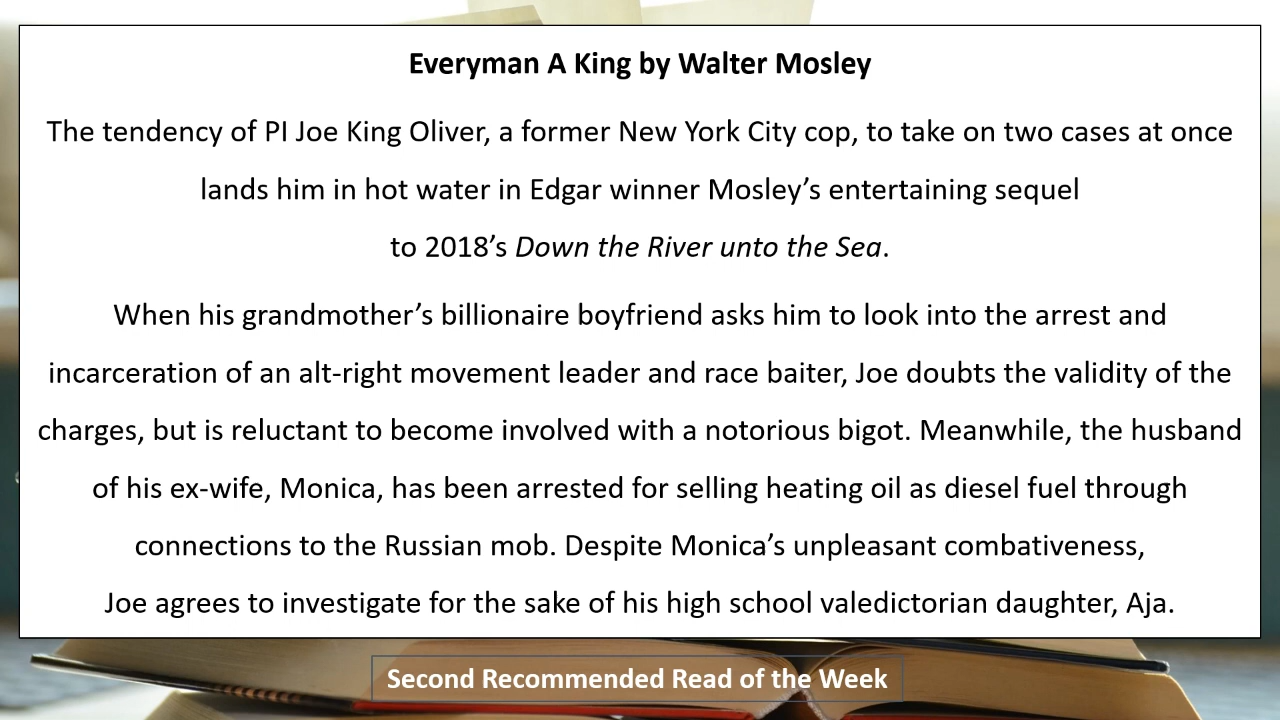 Everyman A King by Walter Mosley
The tendency of PI Joe King Oliver, a former New York City cop, to take on two cases at once
lands him in hot water in Edgar winner Mosley’s entertaining sequel
to 2018’s Down the River unto the Sea.
When his grandmother’s billionaire boyfriend asks him to look into the arrest and
incarceration of an alt-right movement leader and race baiter, Joe doubts the validity of the
charges, but is reluctant to become involved with a notorious bigot. Meanwhile, the husband
of his ex-wife, Monica, has been arrested for selling heating oil as diesel fuel through
connections to the Russian mob. Despite Monica’s unpleasant combativeness,
Joe agrees to investigate for the sake of his high school valedictorian daughter, Aja.
Second Recommended Read of the Week